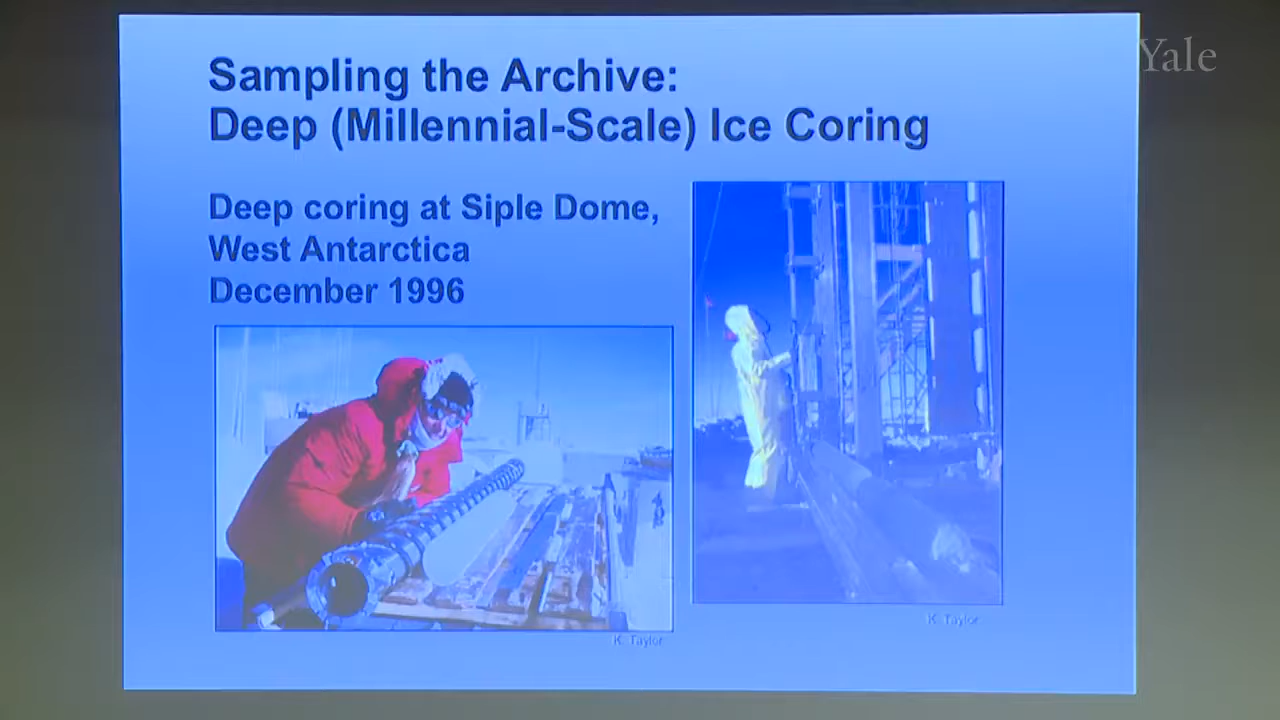 Yale
Sampling the Archive:
Deep (Millennial-Scale) Ice Coring
Deep coring at Siple Dome,
West Antarctica
December 1996
K. Taylor
K. Taylor